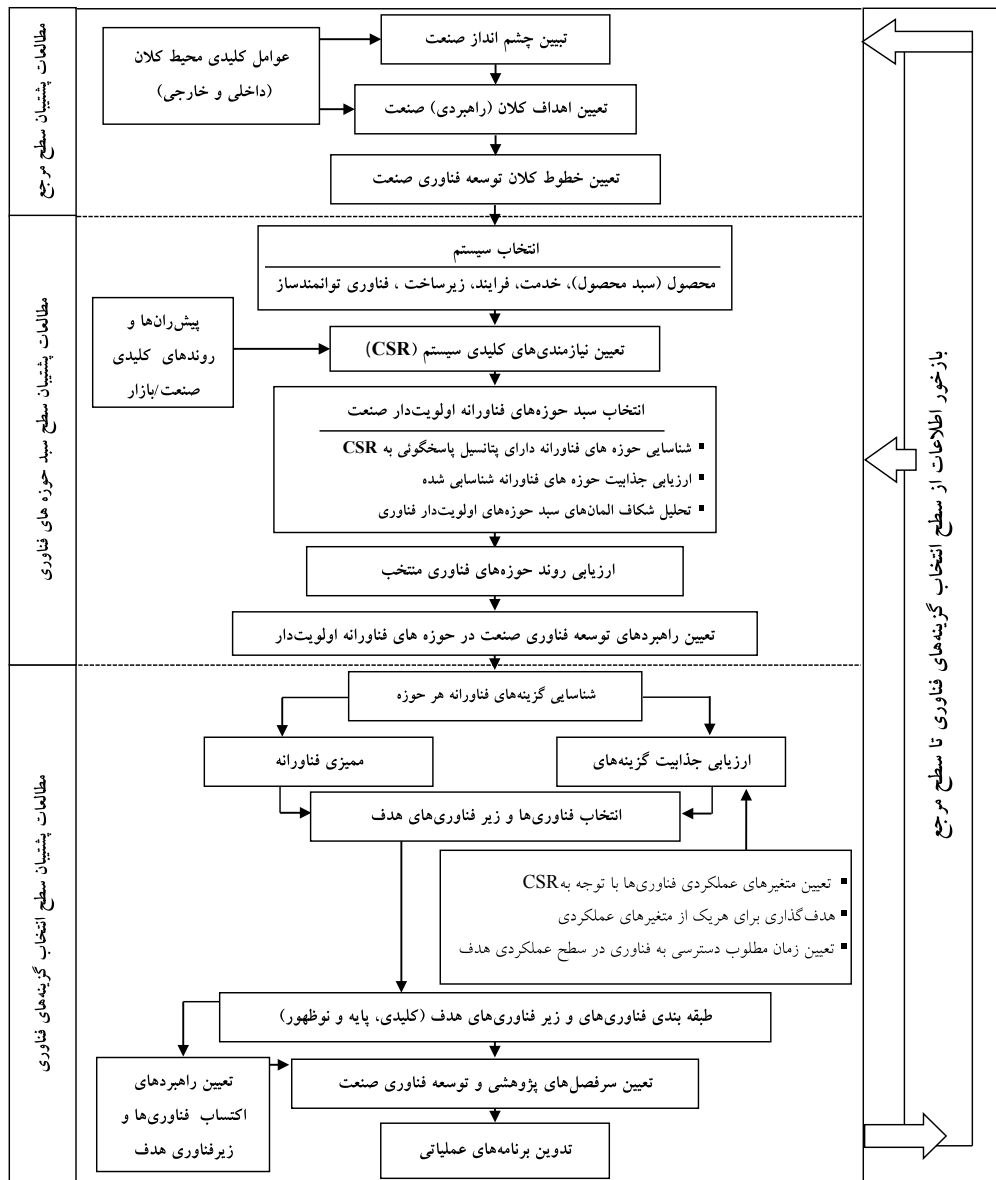 مطالعات پشتیبان سطح مرجع
تبیین چشم انداز صنعت
عوامل کلیدی محیط کلان
(داخلی و خارجی)
تعیین اهداف کلان (راهبردی) صنعت
تعیین خطوط کلان توسعه فناوری صنعت
مطالعات پشتیبان سطح سبد حوزه های فناوری
انتخاب سیستم
محصول (سبد محصول)، خدمت، فرایند، زیرساخت ، فناوری توانمندساز
پیش‌ران‌ها و
روندهای کلیدی
صنعت/بازار
تعیین نیازمندی‌های کلیدی سیستم (CSR)
انتخاب سبد حوزه‌های فناورانه اولویت‌دار صنعت
▪ شناسایی حوزه های فناورانه دارای پتانسیل پاسخگوئی به CSR
▪ ارزیابی جذابیت حوزه های فناورانه شناسایی شده
▪ تحلیل شکاف المان‌های سبد حوزه‌های اولویت‌دار فناوری
ارزیابی روند حوزه‌های فناوری منتخب
تعیین راهبردهای توسعه فناوری صنعت در حوزه های فناورانه اولویت‌دار
مطالعات پشتیبان سطح انتخاب گزینه‌های فناوری
شناسایی گزینه‌های فناورانه هر حوزه
ارزیابی جذابیت گزینه‌های
ممیزی فناورانه
انتخاب فناوری‌ها و زیر فناوری‌های هدف
▪ تعیین متغیرهای عملکردی فناوری‌ها با توجه به CSR
▪ هدف‌گذاری برای هریک از متغیرهای عملکردی
▪ تعیین زمان مطلوب دسترسی به فناوری در سطح عملکردی هدف
طبقه بندی فناوری‌های و زیر فناوری‌های هدف (کلیدی، پایه و نوظهور)
تعیین راهبردهای
اکتساب فناوری‌ها و
زیرفناوری هدف
تعیین سرفصل‌های پژوهشی و توسعه فناوری صنعت
تدوین برنامه‌های عملیاتی
بازخور اطلاعات از سطح انتخاب گزینه‌های فناوری تا سطح مرجع